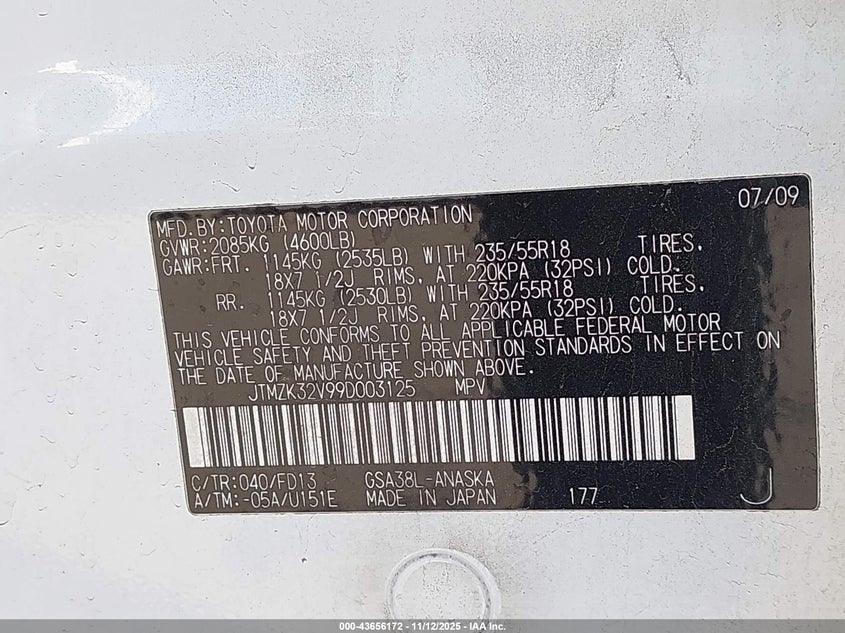 07/09
MFD.BY:TOYOTA MOTOR CORPORATION
GVWR:2085KG (4600LB)
GAWR:FRT. 1145KG (2535LB) WITH 235/55R18 TIRES,
18X7 1/2J RIMS, AT 220KPA (32PSI) COLD.
RR. 1145KG (2530LB) WITH 235/55R18 TIRES,
18X7 1/2J RIMS, AT 220KPA (32PSI) COLD.
THIS VEHICLE CONFORMS TO ALL APPLICABLE FEDERAL MOTOR
VEHICLE SAFETY AND THEFT PREVENTION STANDARDS IN EFFECT ON
THE DATE OF MANUFACTURE SHOWN ABOVE.
JTMZK32V99D003125 MPV
C/TR:040/FD13 GSA38L-ANASKA
A/TM:-05A/U151E MADE IN JAPAN 177 J
000-43656172 - 11/12/2025 - IAA Inc.